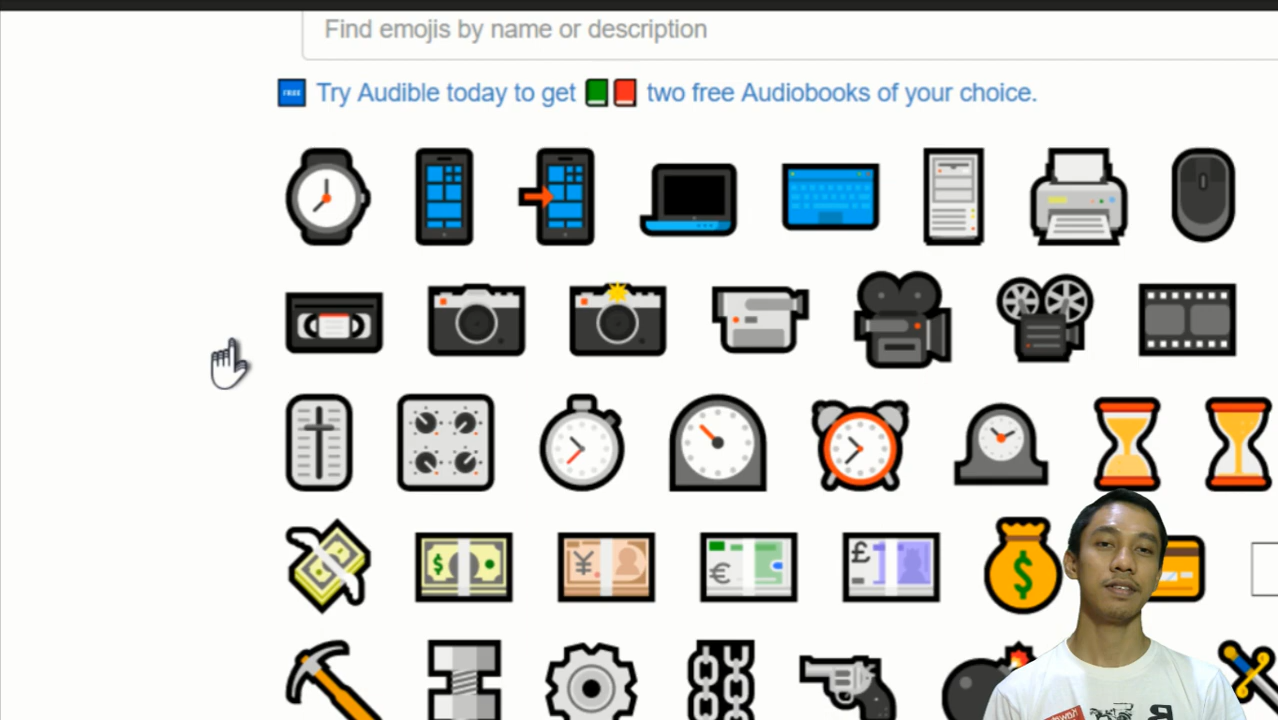 Find emojis by name or description
FREE Try Audible today to get two free Audiobooks of your choice.